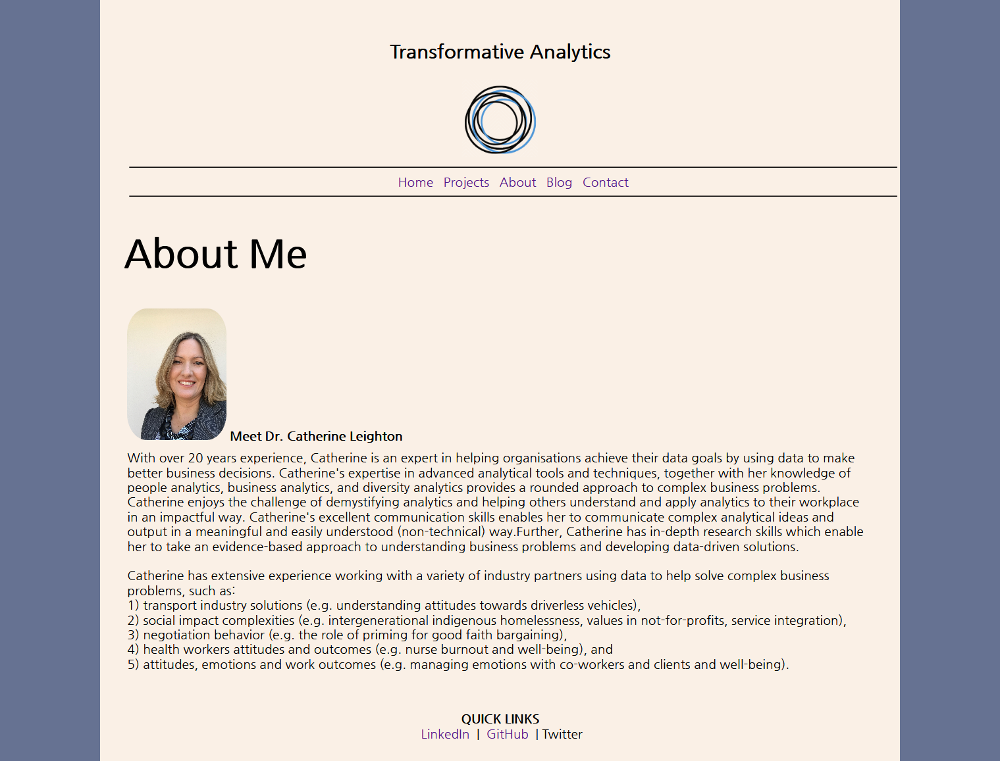 Transformative Analytics
Home Projects About Blog Contact
About Me
Meet Dr. Catherine Leighton
With over 20 years experience, Catherine is an expert in helping organisations achieve their data goals by using data to make
better business decisions. Catherine's expertise in advanced analytical tools and techniques, together with her knowledge of
people analytics, business analytics, and diversity analytics provides a rounded approach to complex business problems.
Catherine enjoys the challenge of demystifying analytics and helping others understand and apply analytics to their workplace
in an impactful way. Catherine's excellent communication skills enables her to communicate complex analytical ideas and
output in a meaningful and easily understood (non-technical) way.Further, Catherine has in-depth research skills which enable
her to take an evidence-based approach to understanding business problems and developing data-driven solutions.
Catherine has extensive experience working with a variety of industry partners using data to help solve complex business
problems, such as:
1) transport industry solutions (e.g. understanding attitudes towards driverless vehicles),
2) social impact complexities (e.g. intergenerational indigenous homelessness, values in not-for-profits, service integration),
3) negotiation behavior (e.g. the role of priming for good faith bargaining),
4) health workers attitudes and outcomes (e.g. nurse burnout and well-being), and
5) attitudes, emotions and work outcomes (e.g. managing emotions with co-workers and clients and well-being).
QUICK LINKS
LinkedIn | GitHub | Twitter